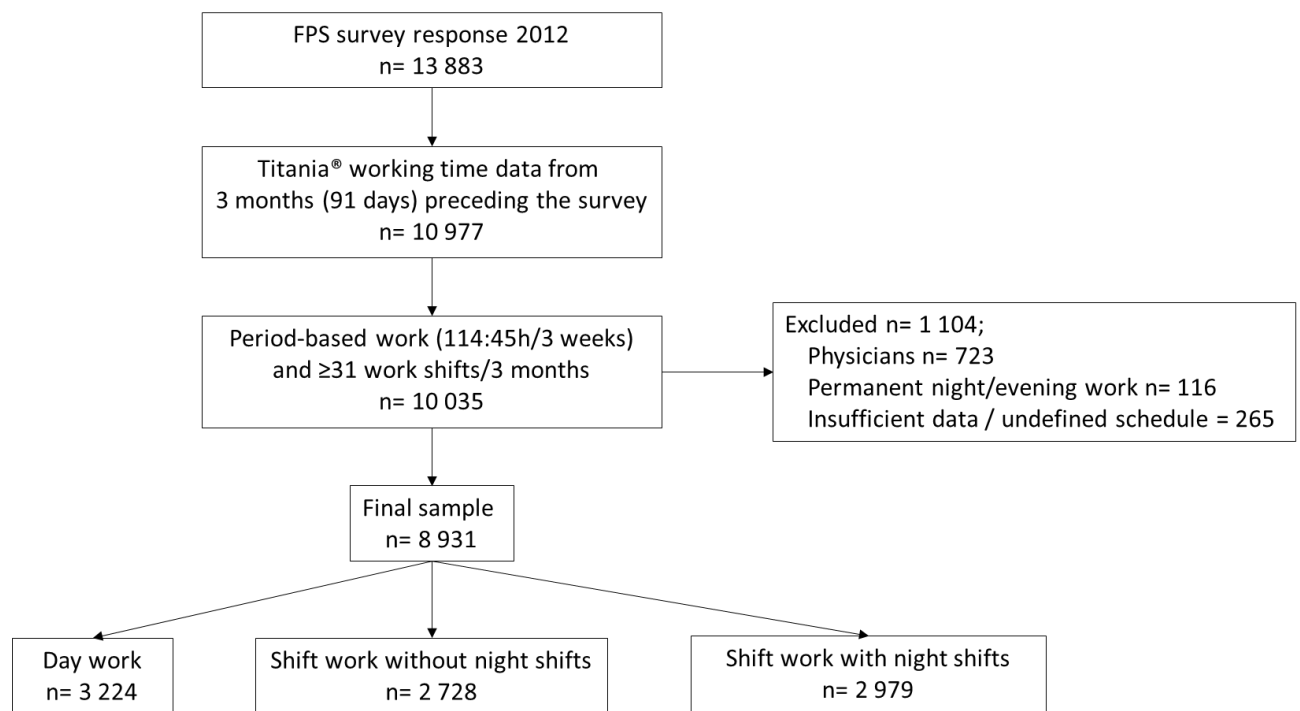 FPS survey response 2012
n= 13 883
Titania® working time data from
3 months (91 days) preceding the survey
n= 10 977
Period-based work (114:45h/3 weeks)
and ≥31 work shifts/3 months
n= 10 035
Excluded n= 1 104;
Physicians n= 723
Permanent night/evening work n= 116
Insufficient data / undefined schedule = 265
Final sample
n= 8 931
Day work
n= 3 224
Shift work without night shifts
n= 2 728
Shift work with night shifts
n= 2 979